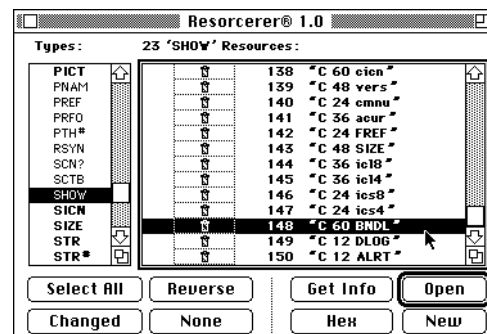 Resorcerer® 1.0
Types: 23 'SHOW' Resources:
PICT 138 "C 60 cicn"
PNAM 139 "C 48 vers"
PREF 140 "C 24 cmnu"
PRFO 141 "C 36 acur"
PTH# 142 "C 24 FREF"
RSYN 143 "C 48 SIZE"
SCN? 144 "C 36 icl8"
SCTB 145 "C 36 icl4"
SHOW 146 "C 24 ics8"
SICN 147 "C 24 ics4"
SIZE 148 "C 60 BNDL"
STR 149 "C 12 DLOG"
STR# 150 "C 12 ALRT"
Select All Reverse Get Info Open
Changed None Hex New